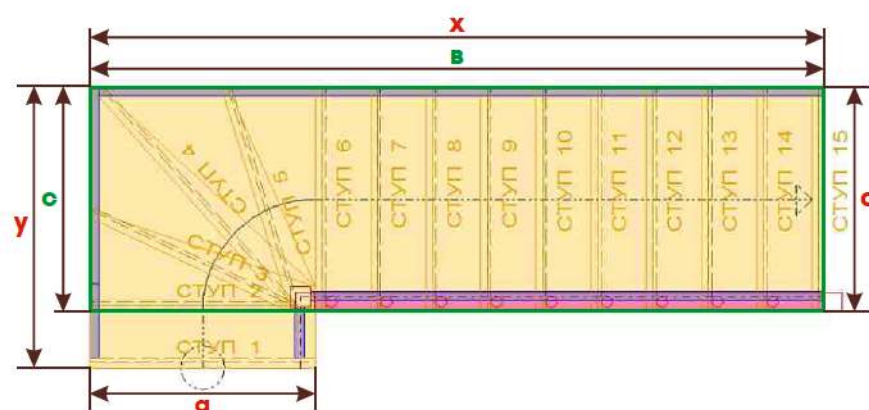 x
в
y
c
СТУП 4
СТУП 5
СТУП 3
СТУП 2
СТУП 1
СТУП 6
СТУП 7
СТУП 8
СТУП 9
СТУП 10
СТУП 11
СТУП 12
СТУП 13
СТУП 14
СТУП 15
a